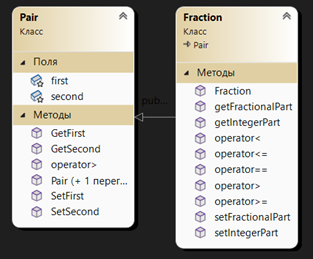 Pair
Класс
Поля
first
second
Методы
GetFirst
GetSecond
operator>
Pair (+ 1 перег...
SetFirst
SetSecond
pub...
Fraction
Класс
Pair
Методы
Fraction
getFractionalPart
getIntegerPart
operator<
operator<=
operator==
operator>
operator>=
setFractionalPart
setIntegerPart